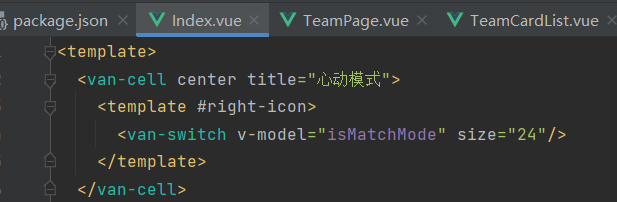 package.json Index.vue TeamPage.vue TeamCardList.vue
<template>
<van-cell center title="心动模式">
<template #right-icon>
<van-switch v-model="isMatchMode" size="24"/>
</template>
</van-cell>